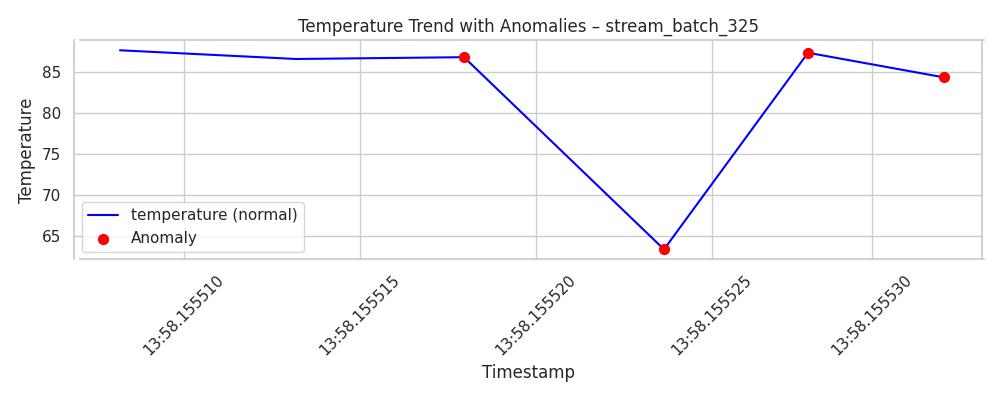 Temperature Trend with Anomalies – stream_batch_325
Temperature
85
80
75
70
65
temperature (normal)
Anomaly
13:58.155510
13:58.155515
13:58.155520
13:58.155525
13:58.155530
Timestamp